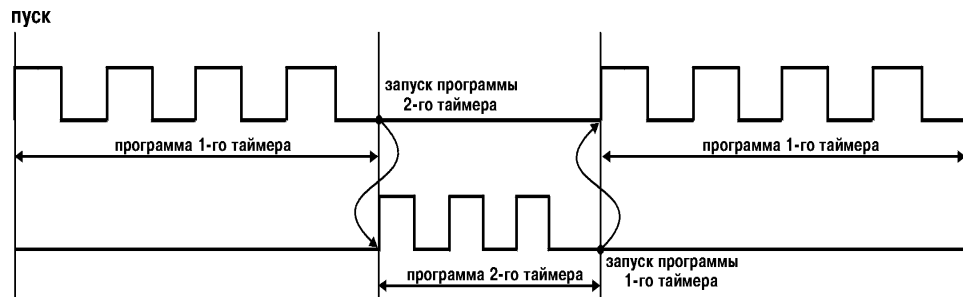 пуск
запуск программы
2-го таймера
программа 1-го таймера
программа 1-го таймера
запуск программы
1-го таймера
программа 2-го таймера